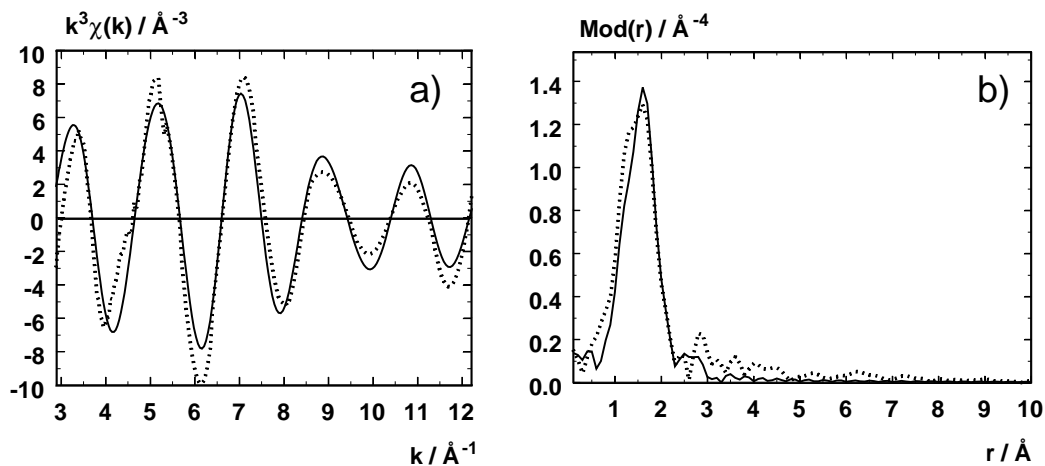 k³χ(k) / Å⁻³
a)
10
8
6
4
2
0
-2
-4
-6
-8
-10
3 4 5 6 7 8 9 10 11 12
k / Å⁻¹
Mod(r) / Å⁻⁴
b)
1.4
1.2
1.0
0.8
0.6
0.4
0.2
0.0
1 2 3 4 5 6 7 8 9 10
r / Å